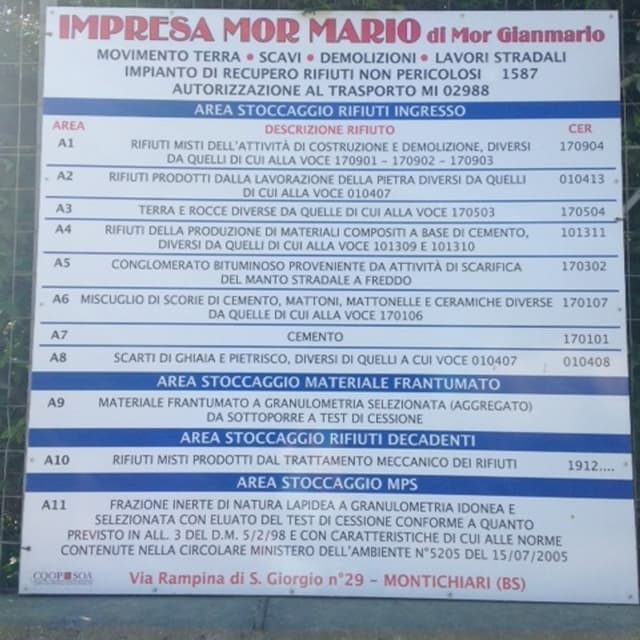 IMPRESA MOR MARIO di Mor Gianmario
MOVIMENTO TERRA • SCAVI • DEMOLIZIONI • LAVORI STRADALI
IMPIANTO DI RECUPERO RIFIUTI NON PERICOLOSI 1587
AUTORIZZAZIONE AL TRASPORTO MI 02988
AREA STOCCAGGIO RIFIUTI INGRESSO
AREA DESCRIZIONE RIFIUTO CER
A1 RIFIUTI MISTI DELL'ATTIVITÀ DI COSTRUZIONE E DEMOLIZIONE, DIVERSI 170904
DA QUELLI DI CUI ALLA VOCE 170901 - 170902 - 170903
A2 RIFIUTI PRODOTTI DALLA LAVORAZIONE DELLA PIETRA DIVERSI DA QUELLI 010413
DI CUI ALLA VOCE 010407
A3 TERRA E ROCCE DIVERSE DA QUELLE DI CUI ALLA VOCE 170503 170504
A4 RIFIUTI DELLA PRODUZIONE DI MATERIALI COMPOSITI A BASE DI CEMENTO, 101311
DIVERSI DA QUELLI DI CUI ALLA VOCE 101309 E 101310
A5 CONGLOMERATO BITUMINOSO PROVENIENTE DA ATTIVITÀ DI SCARIFICA 170302
DEL MANTO STRADALE A FREDDO
A6 MISCUGLIO DI SCORIE DI CEMENTO, MATTONI, MATTONELLE E CERAMICHE DIVERSE 170107
DA QUELLE DI CUI ALLA VOCE 170106
A7 CEMENTO 170101
A8 SCARTI DI GHIAIA E PIETRISCO, DIVERSI DI QUELLI A CUI VOCE 010407 010408
AREA STOCCAGGIO MATERIALE FRANTUMATO
A9 MATERIALE FRANTUMATO A GRANULOMETRIA SELEZIONATA (AGGREGATO)
DA SOTTOPORRE A TEST DI CESSIONE
AREA STOCCAGGIO RIFIUTI DECADENTI
A10 RIFIUTI MISTI PRODOTTI DAL TRATTAMENTO MECCANICO DEI RIFIUTI 1912....
AREA STOCCAGGIO MPS
A11 FRAZIONE INERTE DI NATURA LAPIDEA A GRANULOMETRIA IDONEA E
SELEZIONATA CON ELUATO DEL TEST DI CESSIONE CONFORME A QUANTO
PREVISTO IN ALL. 3 DEL D.M. 5/2/98 E CON CARATTERISTICHE DI CUI ALLE NORME
CONTENUTE NELLA CIRCOLARE MINISTERO DELL'AMBIENTE N°5205 DEL 15/07/2005
CQOP SOA
Via Rampina di S. Giorgio n°29 - MONTICHIARI (BS)